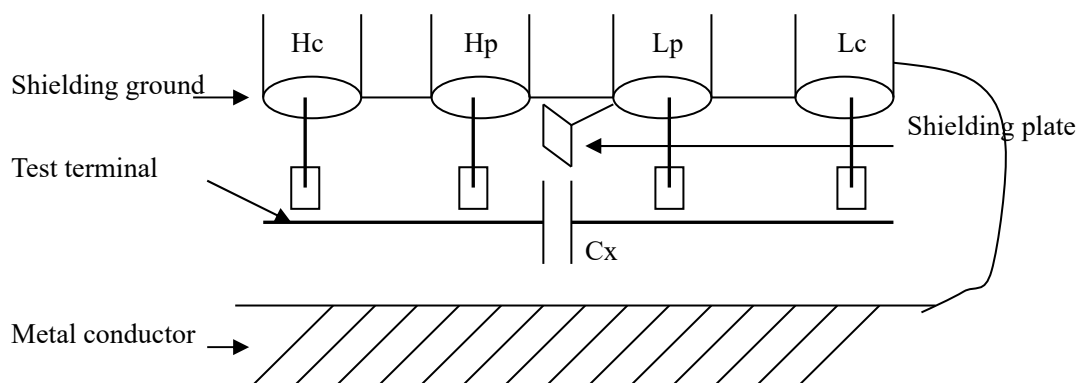 Hc
Hp
Lp
Lc
Shielding ground
Shielding plate
Test terminal
Cx
Metal conductor